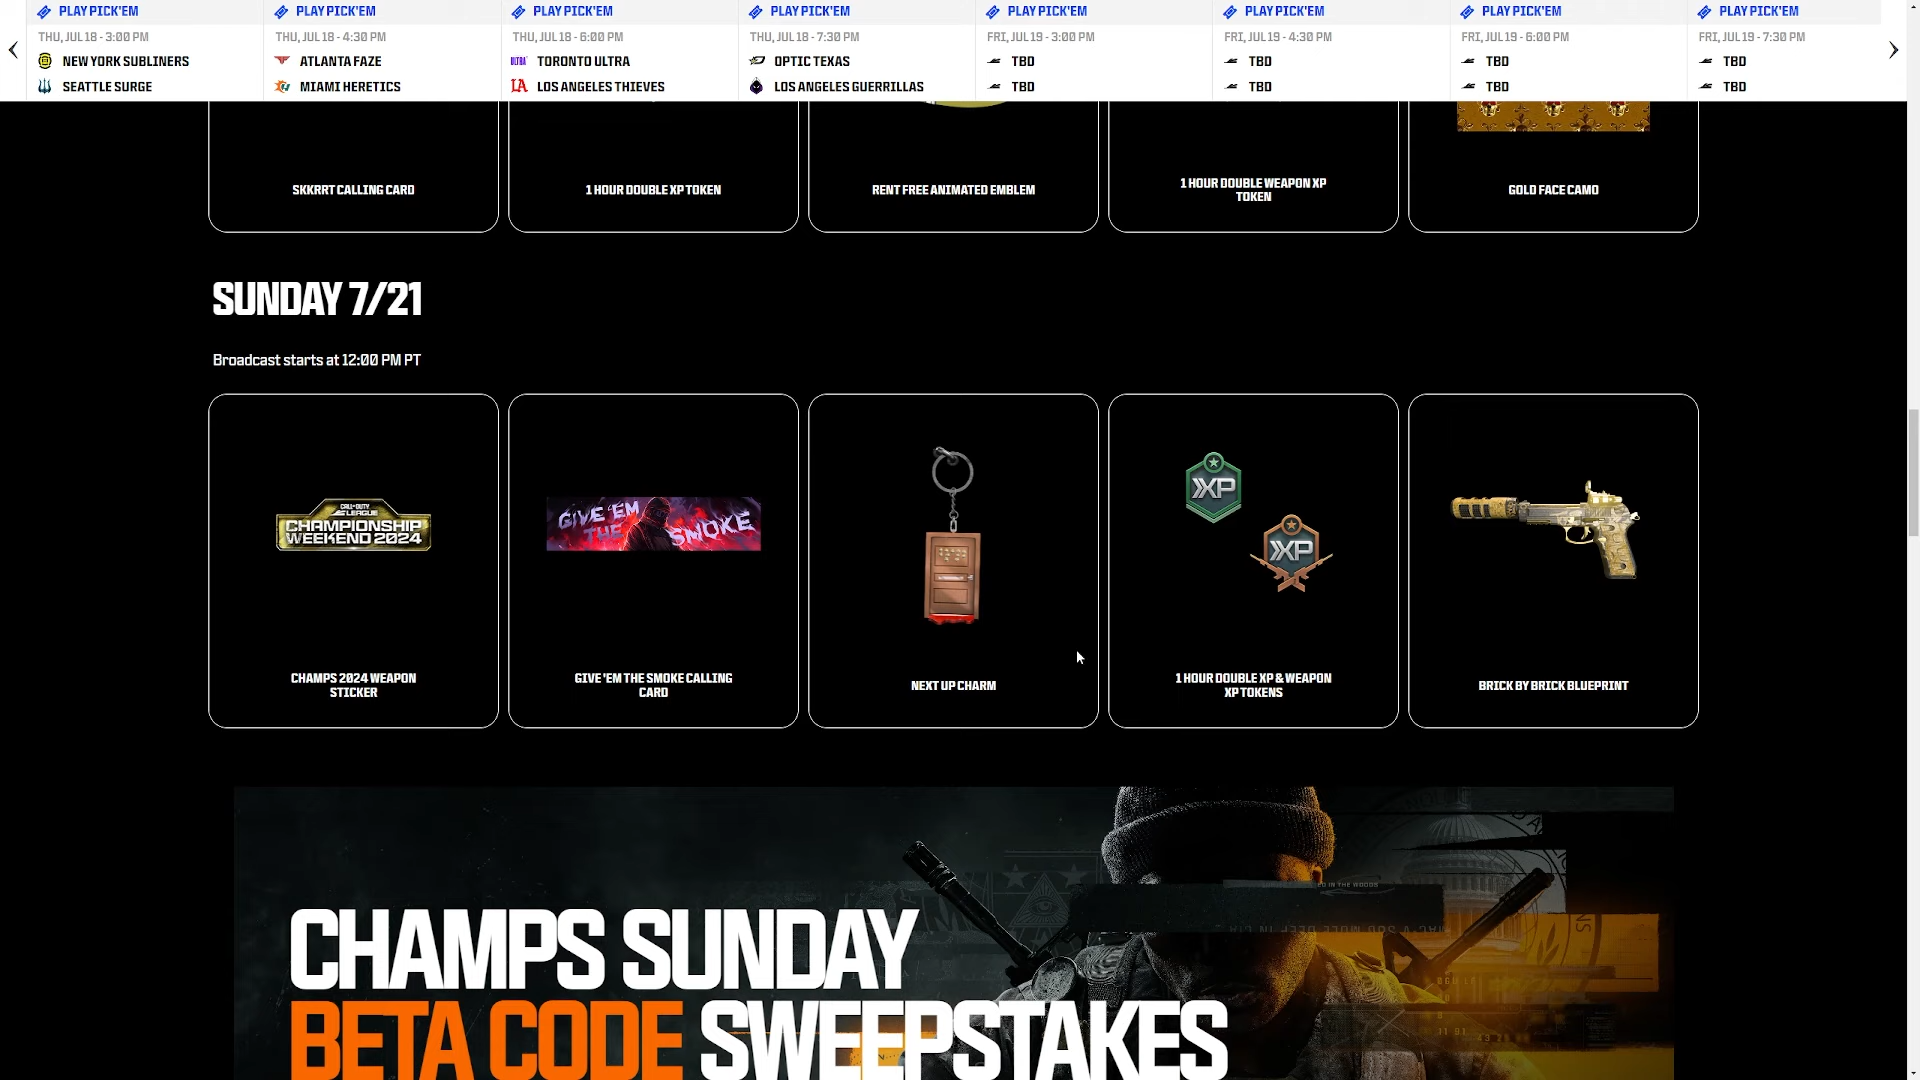 PLAY PICK'EM
THU, JUL 18 - 3:00 PM
NEW YORK SUBLINERS
SEATTLE SURGE
PLAY PICK'EM
THU, JUL 18 - 4:30 PM
ATLANTA FAZE
MIAMI HERETICS
PLAY PICK'EM
THU, JUL 18 - 6:00 PM
ULTRA
TORONTO ULTRA
LA
LOS ANGELES THIEVES
PLAY PICK'EM
THU, JUL 18 - 7:30 PM
OPTIC TEXAS
LOS ANGELES GUERRILLAS
PLAY PICK'EM
FRI, JUL 19 - 3:00 PM
TBD
TBD
PLAY PICK'EM
FRI, JUL 19 - 4:30 PM
TBD
TBD
PLAY PICK'EM
FRI, JUL 19 - 6:00 PM
TBD
TBD
PLAY PICK'EM
FRI, JUL 19 - 7:30 PM
TBD
TBD
SKKRRT CALLING CARD
1 HOUR DOUBLE XP TOKEN
RENT FREE ANIMATED EMBLEM
1 HOUR DOUBLE WEAPON XP
TOKEN
GOLD FACE CAMO
SUNDAY 7/21
Broadcast starts at 12:00 PM PT
CALL OF DUTY
LEAGUE
CHAMPIONSHIP
WEEKEND 2024
CHAMPS 2024 WEAPON
STICKER
GIVE 'EM
THE SMOKE
GIVE 'EM THE SMOKE CALLING
CARD
NEXT UP CHARM
XP
XP
1 HOUR DOUBLE XP & WEAPON
XP TOKENS
BRICK BY BRICK BLUEPRINT
CHAMPS SUNDAY
BETA CODE SWEEPSTAKES